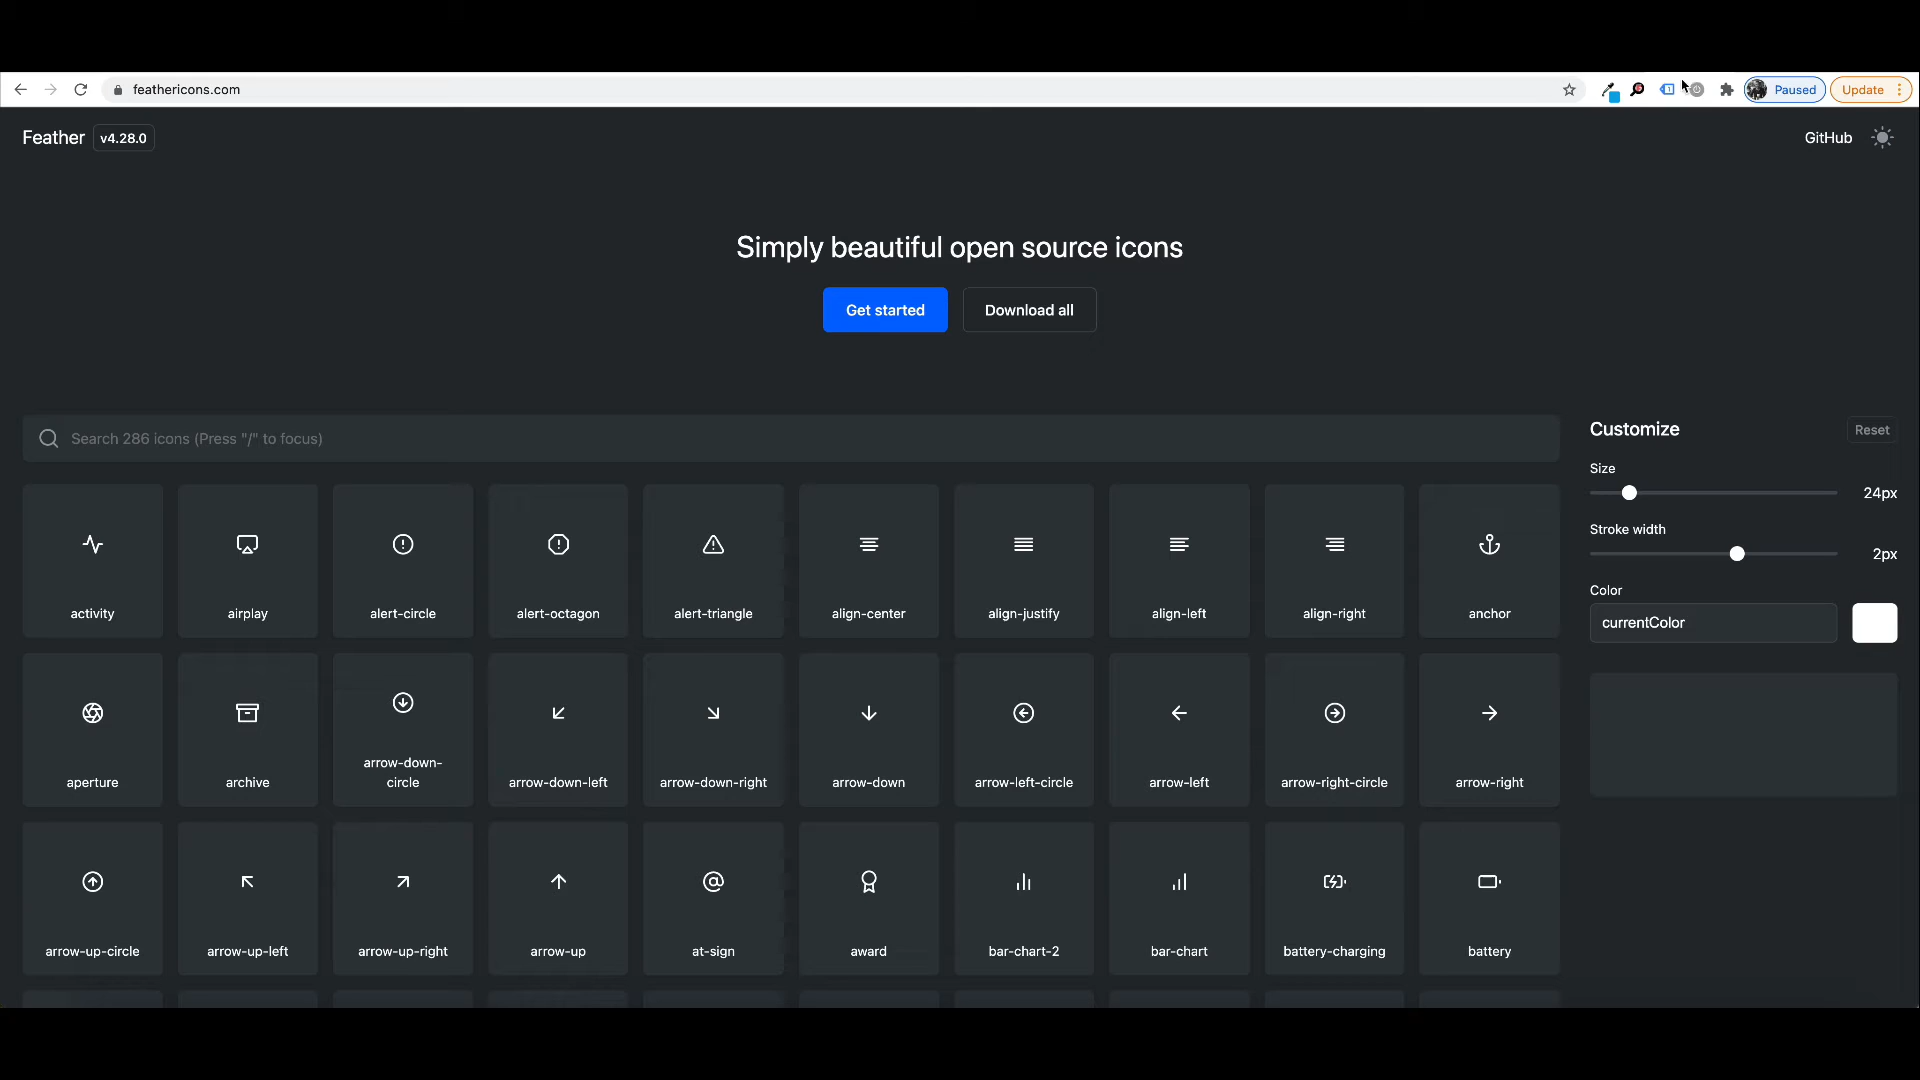 feathericons.com
Paused
Update
Feather
v4.28.0
GitHub
Simply beautiful open source icons
Get started
Download all
Search 286 icons (Press "/" to focus)
Customize
Reset
Size
24px
Stroke width
2px
Color
currentColor
activity
airplay
alert-circle
alert-octagon
alert-triangle
align-center
align-justify
align-left
align-right
anchor
aperture
archive
arrow-down-
circle
arrow-down-left
arrow-down-right
arrow-down
arrow-left-circle
arrow-left
arrow-right-circle
arrow-right
arrow-up-circle
arrow-up-left
arrow-up-right
arrow-up
at-sign
award
bar-chart-2
bar-chart
battery-charging
battery